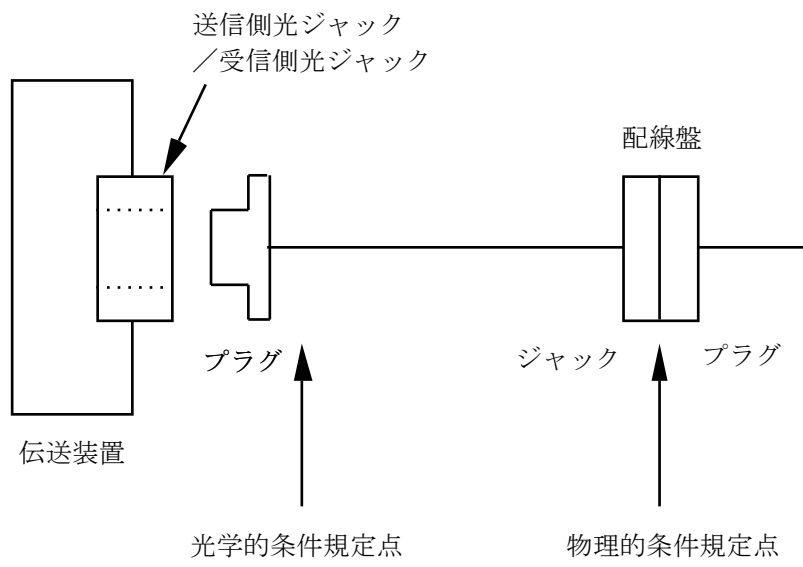 送信側光ジャック
／受信側光ジャック
配線盤
プラグ
ジャック
プラグ
伝送装置
光学的条件規定点
物理的条件規定点